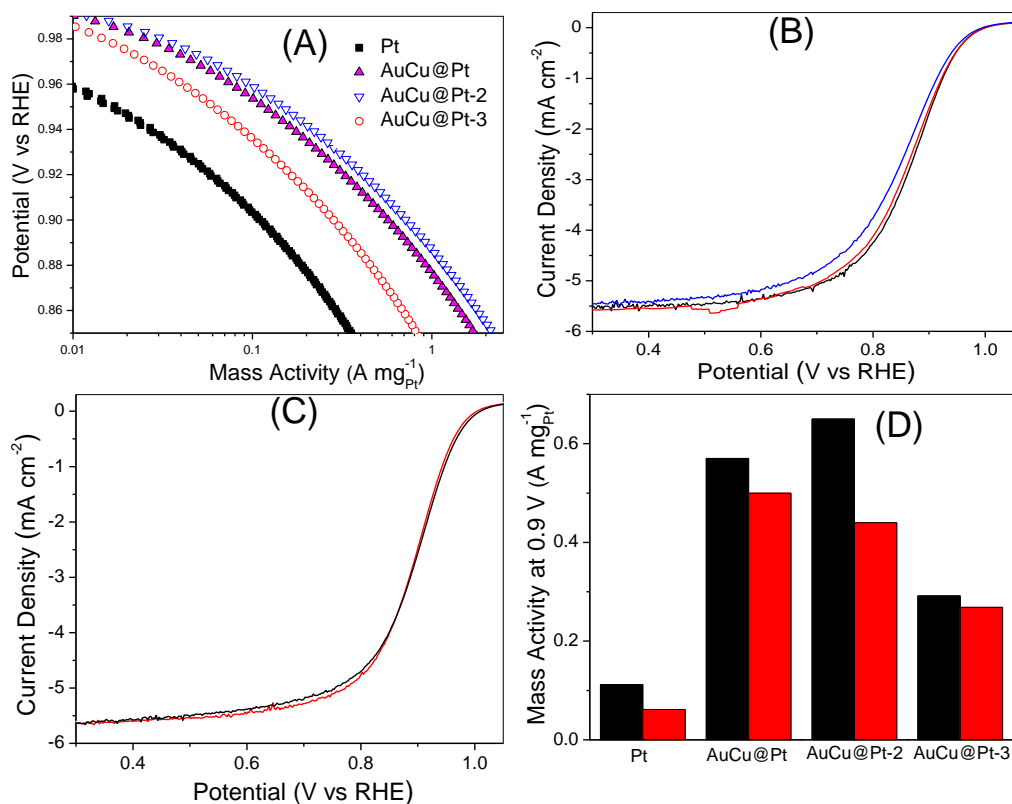 (A)
Pt
AuCu@Pt
AuCu@Pt-2
AuCu@Pt-3
0.98
0.96
0.94
0.92
0.90
0.88
0.86
Potential (V vs RHE)
0.01
0.1
1
Mass Activity (A mg⁻¹Pt)
(B)
0
-1
-2
-3
-4
-5
-6
Current Density (mA cm⁻²)
0.4
0.6
0.8
1.0
Potential (V vs RHE)
(C)
0
-1
-2
-3
-4
-5
-6
Current Density (mA cm⁻²)
0.4
0.6
0.8
1.0
Potential (V vs RHE)
(D)
0.6
0.4
0.2
0.0
Mass Activity at 0.9 V (A mg⁻¹Pt)
Pt
AuCu@Pt
AuCu@Pt-2
AuCu@Pt-3